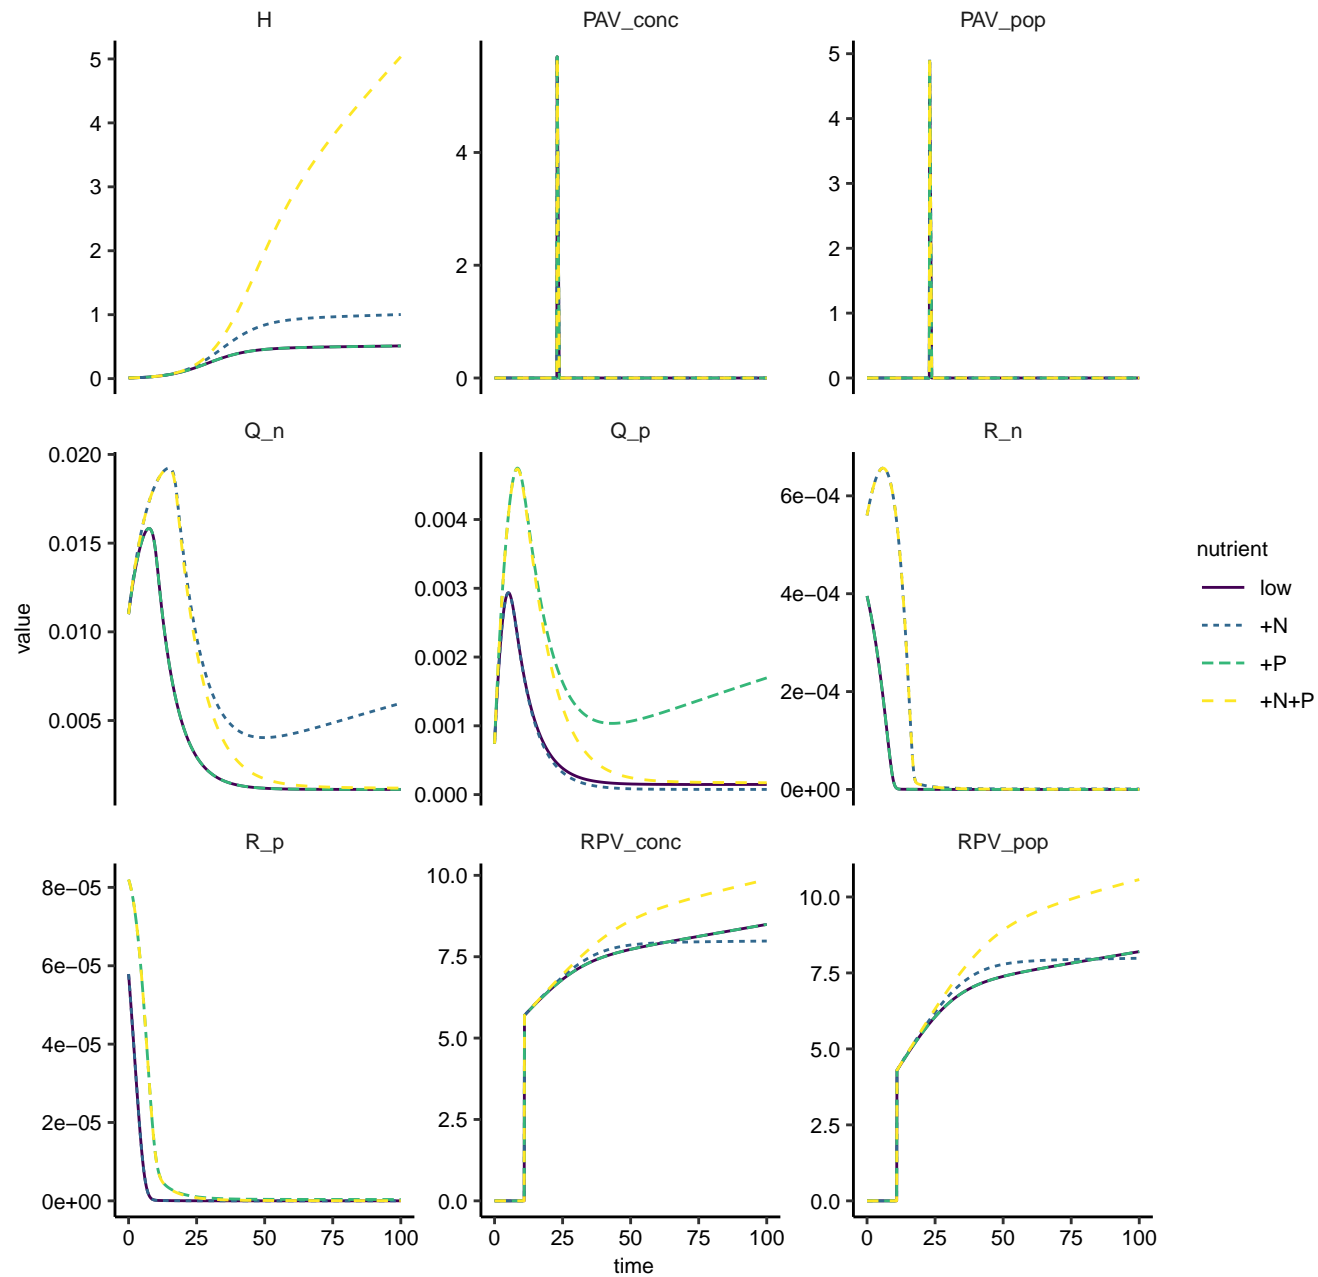 H
PAV_conc
PAV_pop
5
4
3
2
1
0
4
2
0
5
4
3
2
1
0
Q_n
Q_p
R_n
0.020
0.015
0.010
0.005
0.004
0.003
0.002
0.001
0.000
6e−04
4e−04
2e−04
0e+00
R_p
RPV_conc
RPV_pop
8e−05
6e−05
4e−05
2e−05
0e+00
10.0
7.5
5.0
2.5
0.0
10.0
7.5
5.0
2.5
0.0
0 25 50 75 100
0 25 50 75 100
0 25 50 75 100
time
value
nutrient
low
+N
+P
+N+P